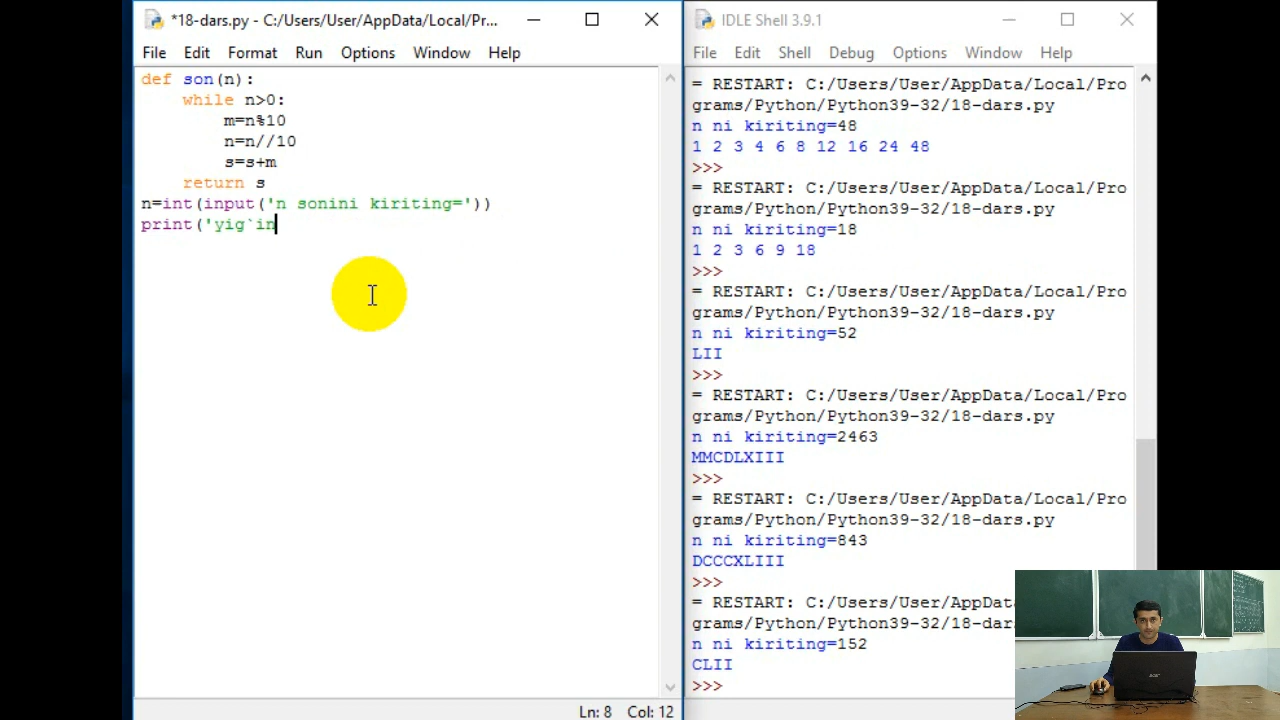 *18-dars.py - C:/Users/User/AppData/Local/Pr...
File Edit Format Run Options Window Help
def son(n):
    while n>0:
        m=n%10
        n=n//10
        s=s+m
    return s
n=int(input('n sonini kiriting='))
print('yig`in
Ln: 8 Col: 12
IDLE Shell 3.9.1
File Edit Shell Debug Options Window Help
= RESTART: C:/Users/User/AppData/Local/Pro
grams/Python/Python39-32/18-dars.py
n ni kiriting=48
1 2 3 4 6 8 12 16 24 48
>>>
= RESTART: C:/Users/User/AppData/Local/Pro
grams/Python/Python39-32/18-dars.py
n ni kiriting=18
1 2 3 6 9 18
>>>
= RESTART: C:/Users/User/AppData/Local/Pro
grams/Python/Python39-32/18-dars.py
n ni kiriting=52
LII
>>>
= RESTART: C:/Users/User/AppData/Local/Pro
grams/Python/Python39-32/18-dars.py
n ni kiriting=2463
MMCDLXIII
>>>
= RESTART: C:/Users/User/AppData/Local/Pro
grams/Python/Python39-32/18-dars.py
n ni kiriting=843
DCCCXLIII
>>>
= RESTART: C:/Users/User/AppDat
grams/Python/Python39-32/18-dar
n ni kiriting=152
CLII
>>>